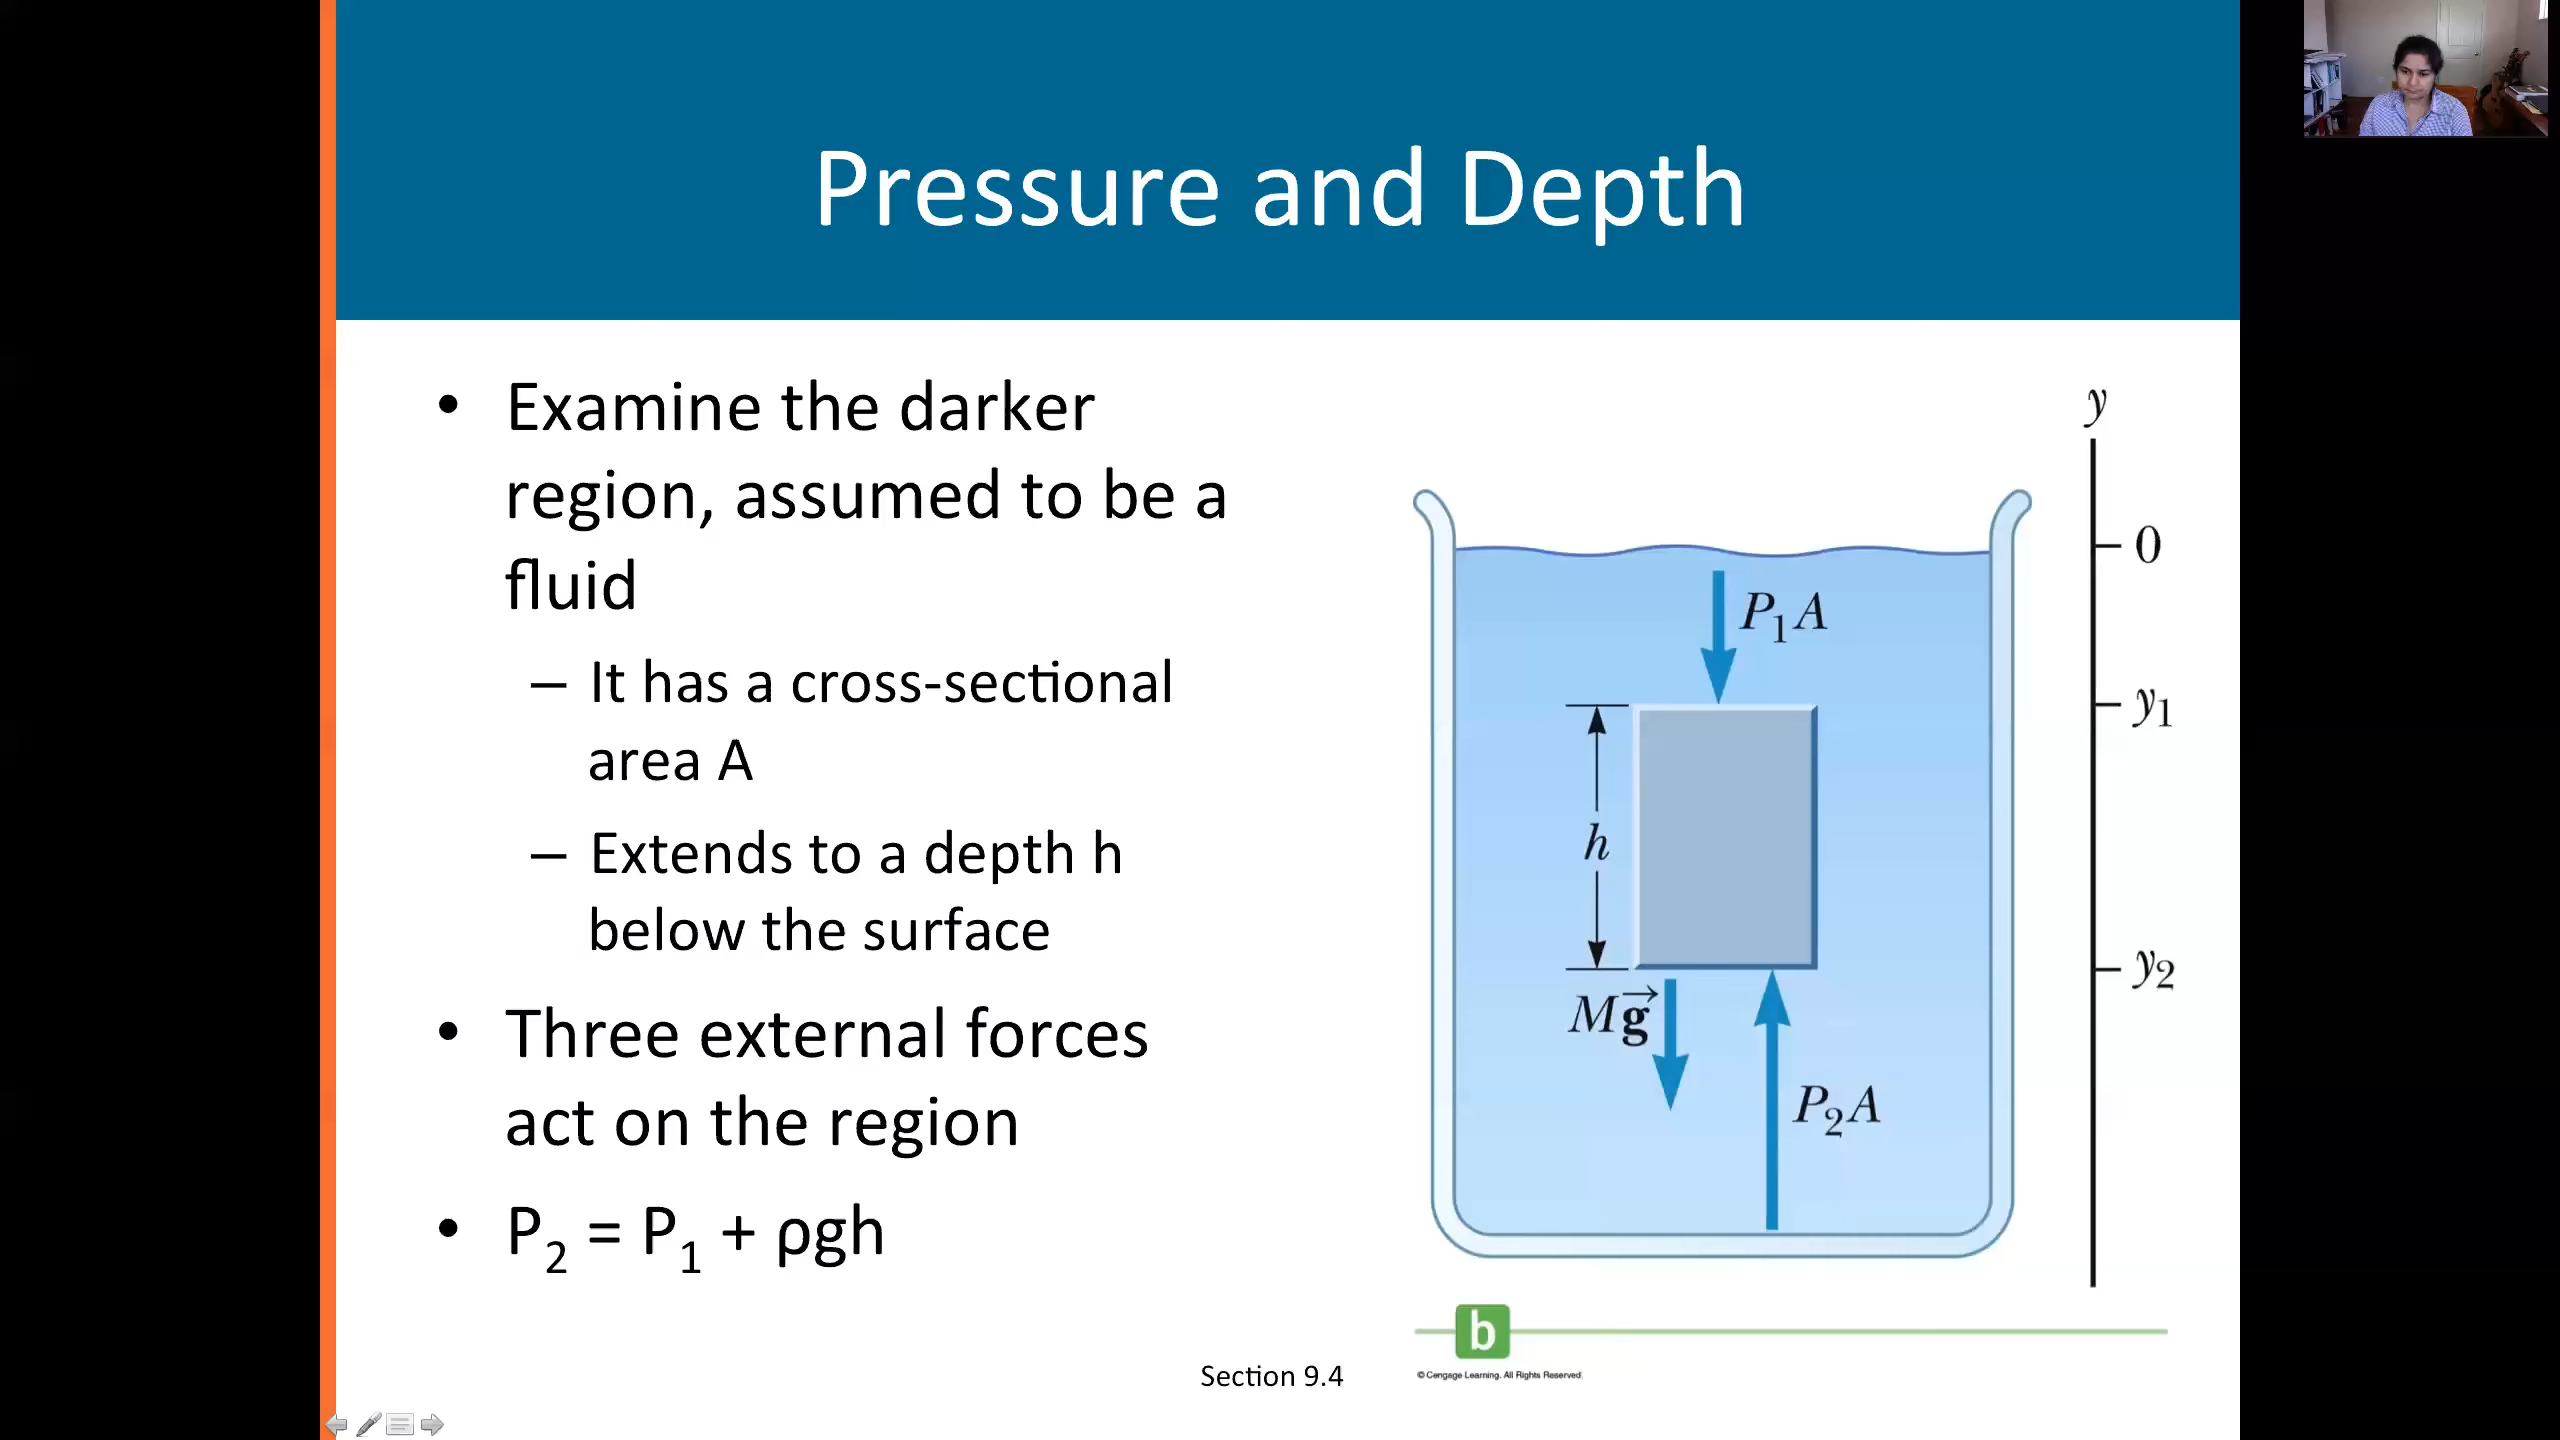 Pressure and Depth
• Examine the darker
region, assumed to be a
fluid
– It has a cross-sectional
area A
– Extends to a depth h
below the surface
• Three external forces
act on the region
• P₂ = P₁ + ρgh
y
0
P₁A
y₁
h
y₂
Mg⃗
P₂A
b
Section 9.4
© Cengage Learning. All Rights Reserved.